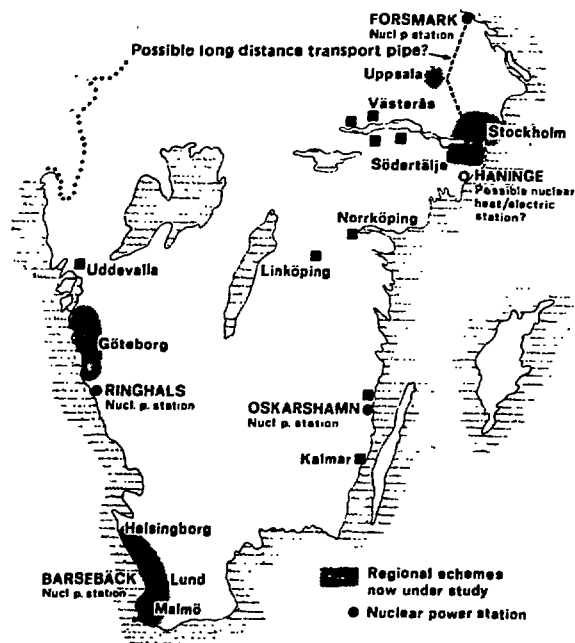 FORSMARK
Nucl p station
Possible long distance transport pipe?
Uppsala
Västerås
Stockholm
Södertälje
HANINGE
Possible nuclear
heat/electric
station?
Norrköping
Linköping
Uddevalla
Göteborg
RINGHALS
Nucl. p. station
OSKARSHAMN
Nucl p. station
Kalmar
Helsingborg
BARSEBÄCK
Nucl p. station
Lund
Malmö
Regional echemes
now under study
Nuclear power station